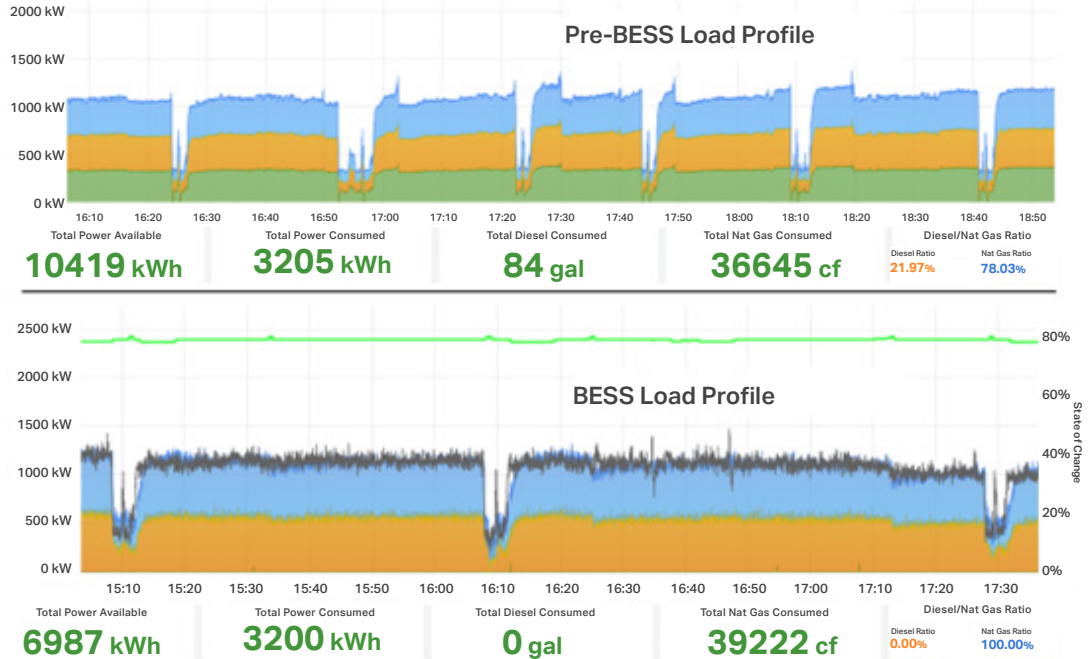 2000 kW
Pre-BESS Load Profile
1500 kW
1000 kW
500 kW
0 kW
16:10 16:20 16:30 16:40 16:50 17:00 17:10 17:20 17:30 17:40 17:50 18:00 18:10 18:20 18:30 18:40 18:50
Total Power Available Total Power Consumed Total Diesel Consumed Total Nat Gas Consumed Diesel/Nat Gas Ratio
Diesel Ratio Nat Gas Ratio
10419 kWh 3205 kWh 84 gal 36645 cf 21.97% 78.03%
2500 kW 80%
2000 kW
BESS Load Profile 60%
1500 kW
1000 kW 40%
500 kW 20%
0 kW 0%
State of Change
15:10 15:20 15:30 15:40 15:50 16:00 16:10 16:20 16:30 16:40 16:50 17:00 17:10 17:20 17:30
Total Power Available Total Power Consumed Total Diesel Consumed Total Nat Gas Consumed Diesel/Nat Gas Ratio
Diesel Ratio Nat Gas Ratio
6987 kWh 3200 kWh 0 gal 39222 cf 0.00% 100.00%